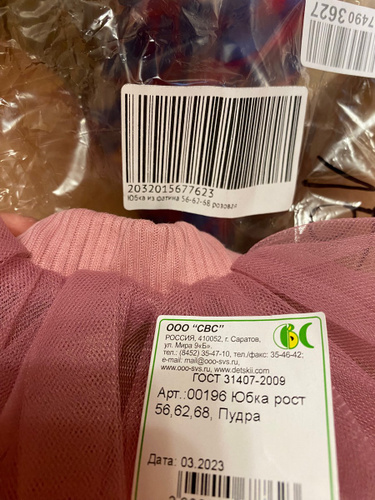 74903627
2032015677623
Юбка из фатина 56-62-68 розовая
ООО "СВС"
РОССИЯ, 410052, г. Саратов,
ул. Мира 9«Б».
тел.: (8452) 35-47-10, тел./факс: 35-46-42;
e-mail: mail@ooo-svs.ru,
www.ooo-svs.ru, www.detskii.com
ГОСТ 31407-2009
Арт.:00196 Юбка рост
56,62,68, Пудра
Дата: 03.2023